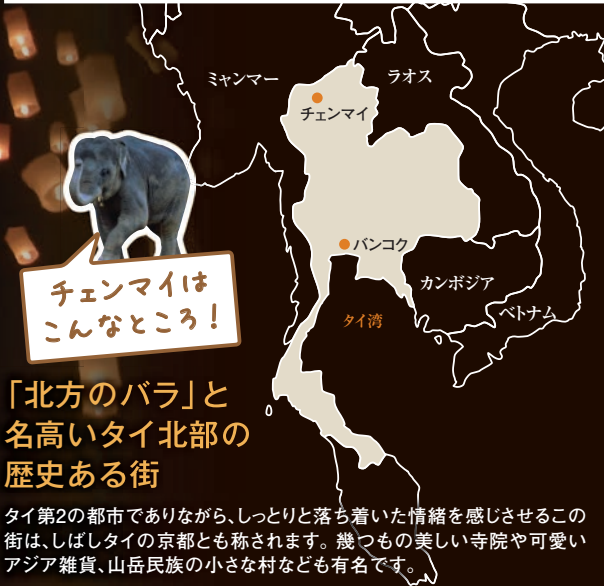 ミャンマー
ラオス
チェンマイ
バンコク
カンボジア
ベトナム
タイ湾
チェンマイは
こんなところ!
「北方のバラ」と
名高いタイ北部の
歴史ある街
タイ第2の都市でありながら、しっとりと落ち着いた情緒を感じさせるこの
街は、しばしタイの京都とも称されます。幾つもの美しい寺院や可愛い
アジア雑貨、山岳民族の小さな村なども有名です。